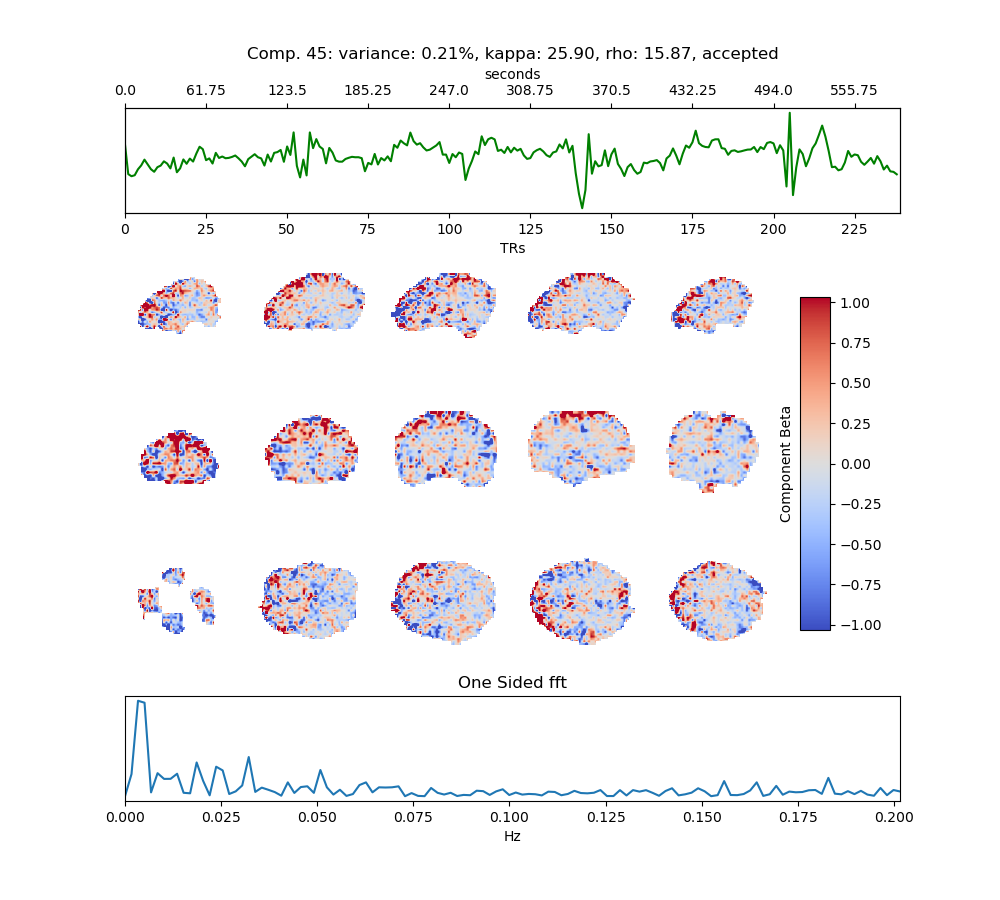 Comp. 45: variance: 0.21%, kappa: 25.90, rho: 15.87, accepted
seconds
0.0 61.75 123.5 185.25 247.0 308.75 370.5 432.25 494.0 555.75
0 25 50 75 100 125 150 175 200 225
TRs
1.00
0.75
0.50
0.25
0.00
−0.25
−0.50
−0.75
−1.00
Component Beta
One Sided fft
0.000 0.025 0.050 0.075 0.100 0.125 0.150 0.175 0.200
Hz